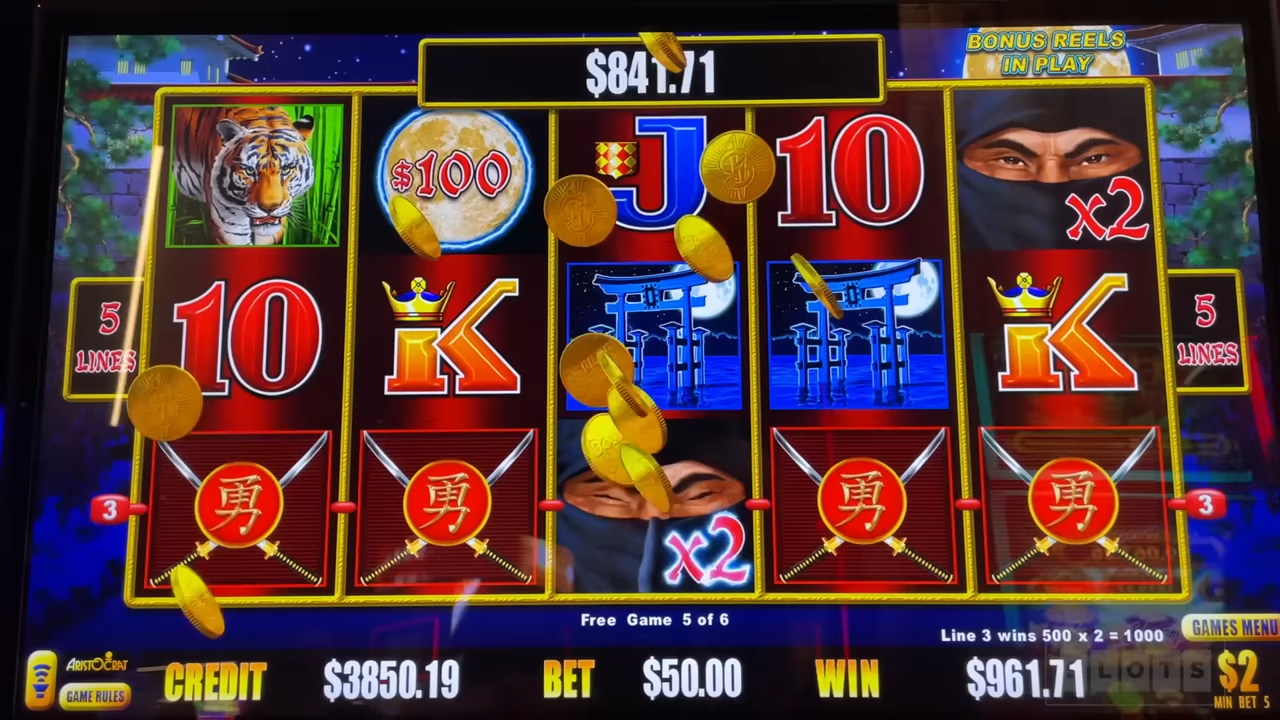 $841.71
BONUS REELS
IN PLAY
$100
J
10
x2
5
LINES
10
K
K
5
LINES
3
勇
勇
x2
勇
勇
3
Free Game 5 of 6
Line 3 wins 500 x 2 = 1000
GAMES MENU
ARISTOCRAT
GAME RULES
CREDIT
$3850.19
BET
$50.00
WIN
$961.71
SLOTS
$2
MIN BET 5